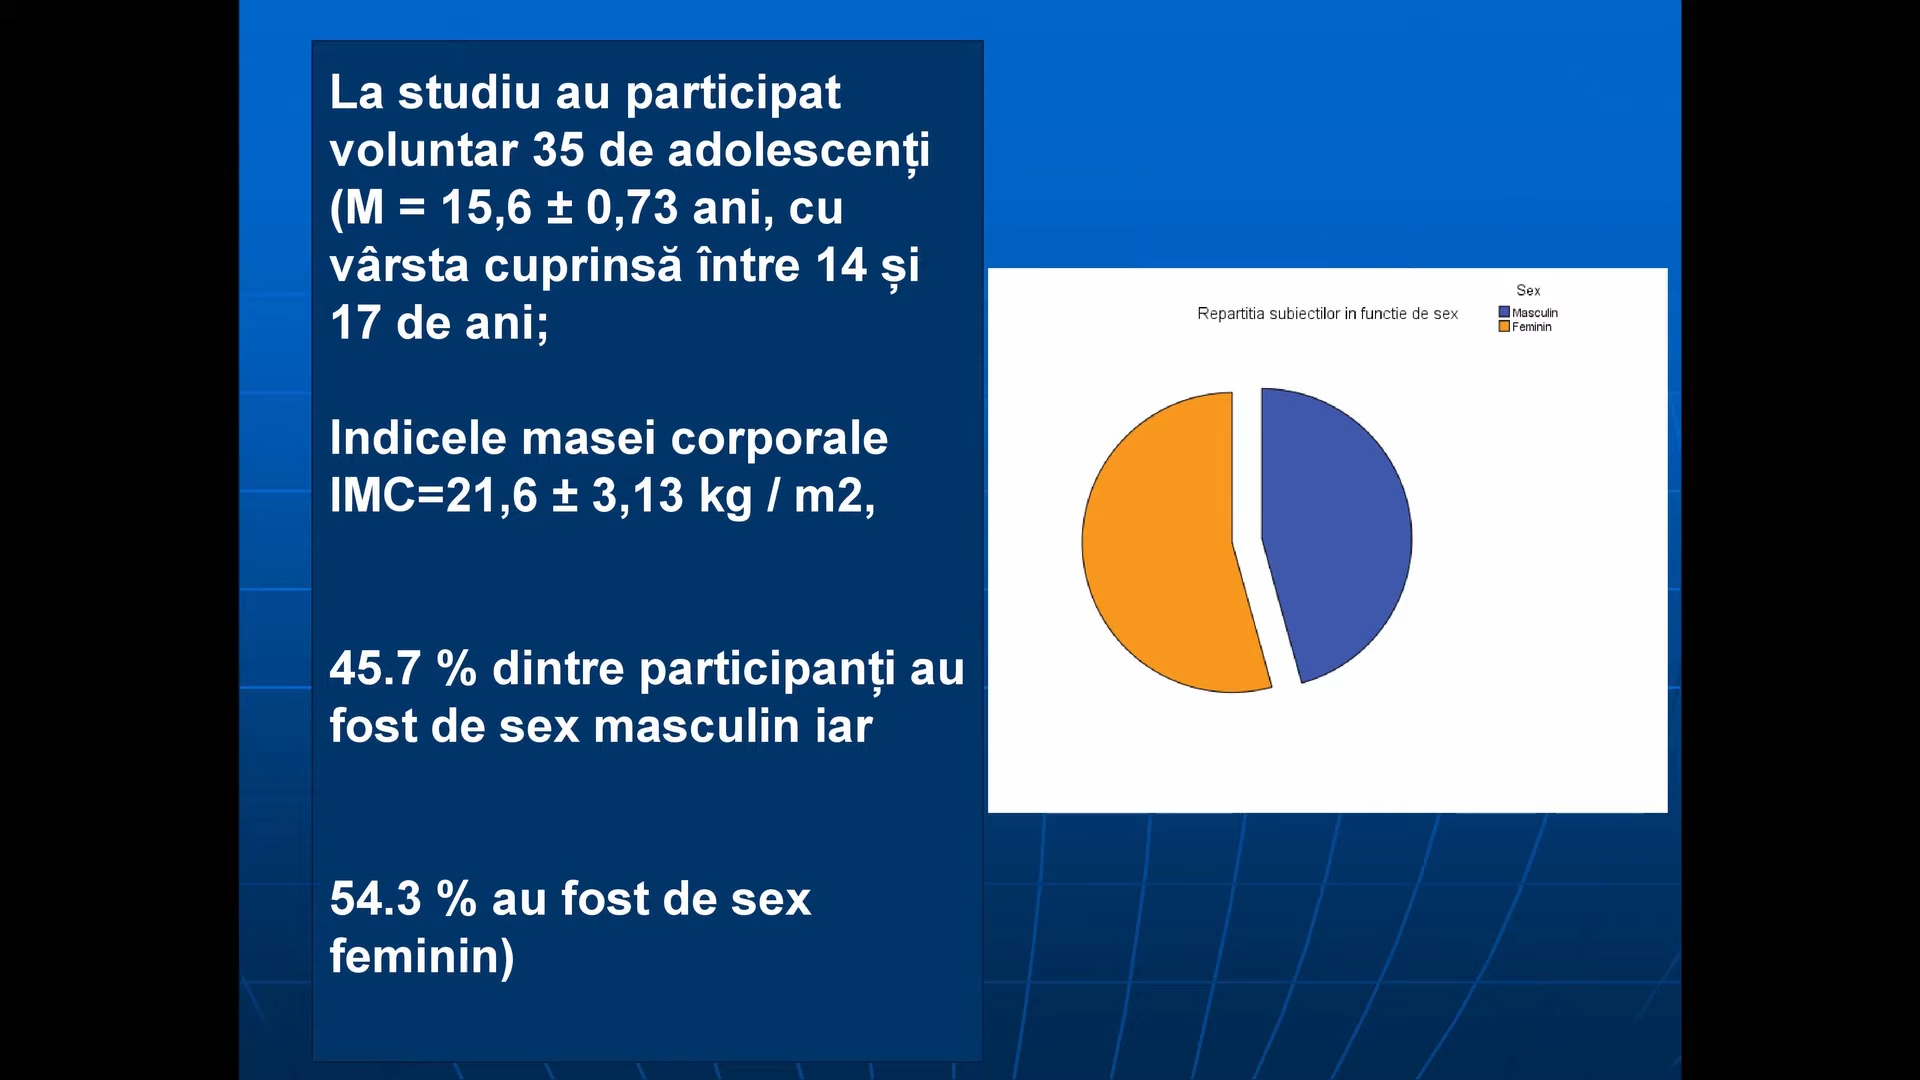 La studiu au participat
voluntar 35 de adolescenți
(M = 15,6 ± 0,73 ani, cu
vârsta cuprinsă între 14 și
17 de ani;
Indicele masei corporale
IMC=21,6 ± 3,13 kg / m2,
45.7 % dintre participanți au
fost de sex masculin iar
54.3 % au fost de sex
feminin)
Repartitia subiectilor in functie de sex
Sex
Masculin
Feminin